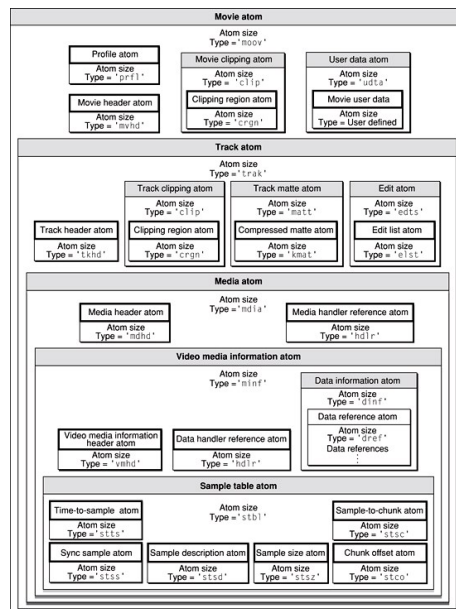 Movie atom
Atom size
Type = 'moov'
Profile atom
Atom size
Type = 'prfl'
Movie clipping atom
Atom size
Type = 'clip'
User data atom
Atom size
Type = 'udta'
Movie header atom
Atom size
Type = 'mvhd'
Clipping region atom
Atom size
Type = 'crgn'
Movie user data
Atom size
Type = User defined
Track atom
Atom size
Type = 'trak'
Track clipping atom
Atom size
Type = 'clip'
Track matte atom
Atom size
Type = 'matt'
Edit atom
Atom size
Type = 'edts'
Track header atom
Atom size
Type = 'tkhd'
Clipping region atom
Atom size
Type = 'crgn'
Compressed matte atom
Atom size
Type = 'kmat'
Edit list atom
Atom size
Type = 'elst'
Media atom
Atom size
Type = 'mdia'
Media header atom
Atom size
Type = 'mdhd'
Media handler reference atom
Atom size
Type = 'hdlr'
Video media information atom
Atom size
Type = 'minf'
Data information atom
Atom size
Type = 'dinf'
Data reference atom
Atom size
Type = 'dref'
Data references
Video media information
header atom
Atom size
Type = 'vmhd'
Data handler reference atom
Atom size
Type = 'hdlr'
Sample table atom
Atom size
Type = 'stbl'
Time-to-sample atom
Atom size
Type = 'stts'
Sample-to-chunk atom
Atom size
Type = 'stsc'
Sync sample atom
Atom size
Type = 'stss'
Sample description atom
Atom size
Type = 'stsd'
Sample size atom
Atom size
Type = 'stsz'
Chunk offset atom
Atom size
Type = 'stco'